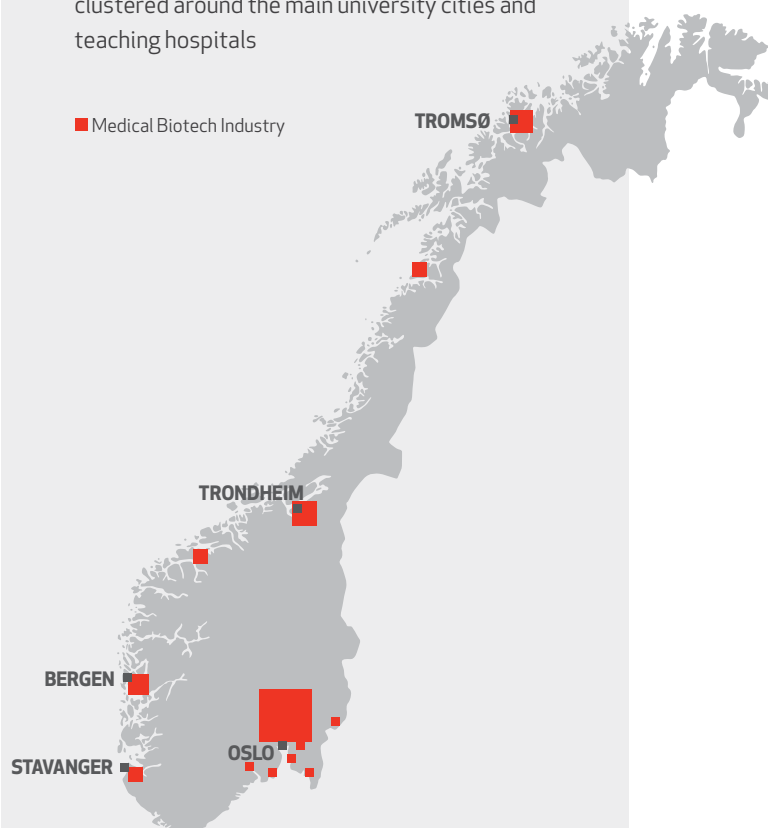 clustered around the main university cities and
teaching hospitals
Medical Biotech Industry
TROMSØ
TRONDHEIM
BERGEN
OSLO
STAVANGER